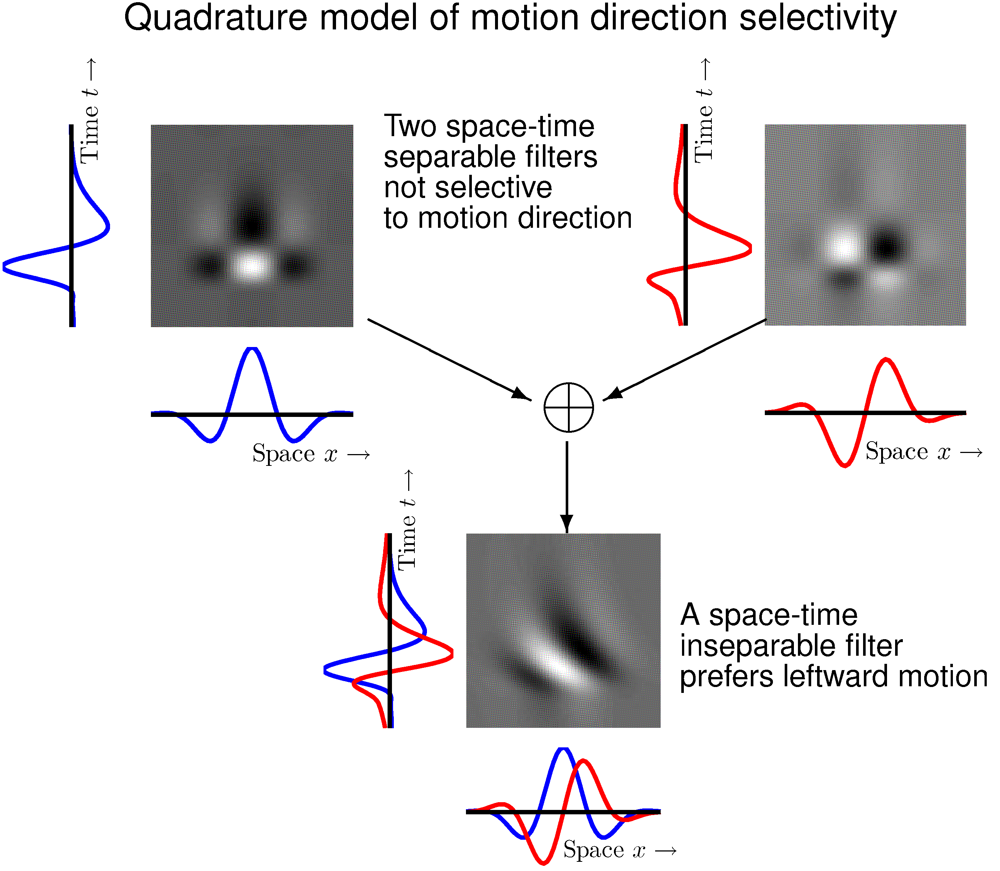 Quadrature model of motion direction selectivity
Time t →
Two space-time
separable filters
not selective
to motion direction
Time t →
Space x →
Space x →
Time t →
A space-time
inseparable filter
prefers leftward motion
Space x →